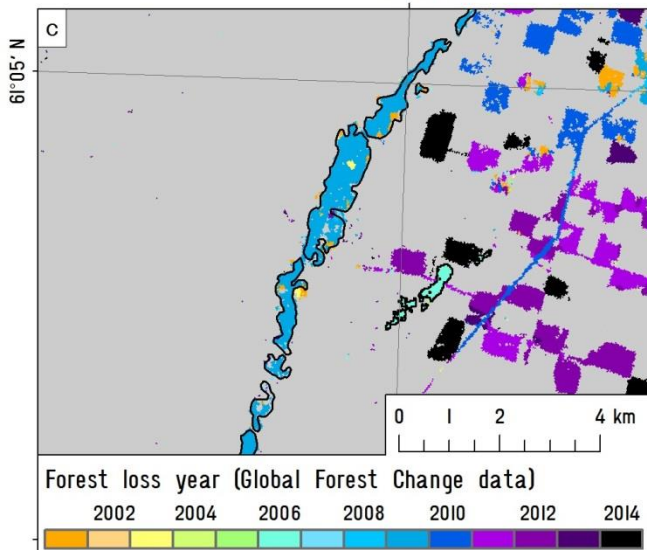 C
61°05′ N
0 1 2 4 km
Forest loss year (Global Forest Change data)
2002 2004 2006 2008 2010 2012 2014